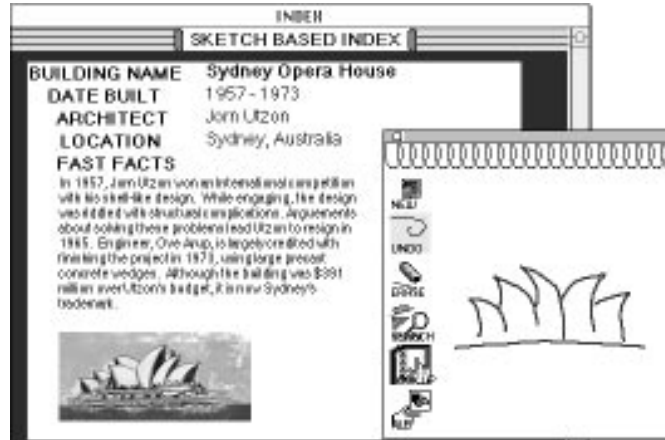 INDEX
SKETCH BASED INDEX
BUILDING NAME Sydney Opera House
DATE BUILT 1957 - 1973
ARCHITECT Jorn Utzon
LOCATION Sydney, Australia
FAST FACTS
In 1957, Jorn Utzon won an International competition
with his shell-like design. While engaging, the design
was riddled with structural complications. Arguements
about solving these problems lead Utzon to resign in
1965. Engineer, Ove Arup, is largely credited with
finishing the project in 1973, using large precast
concrete wedges. Although the building was $391
million over Utzon's budget, it is now Sydney's
trademark.
NEW
UNDO
ERASE
SEARCH